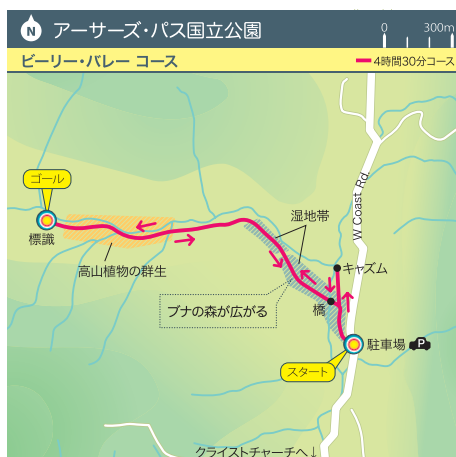 N アーサーズ・パス国立公園 0 300m
ビーリー・バレー コース 4時間30分コース
W Coast Rd.
ゴール
標識
湿地帯
高山植物の群生
キャズム
ブナの森が広がる
橋
駐車場 P
スタート
クライストチャーチへ↓